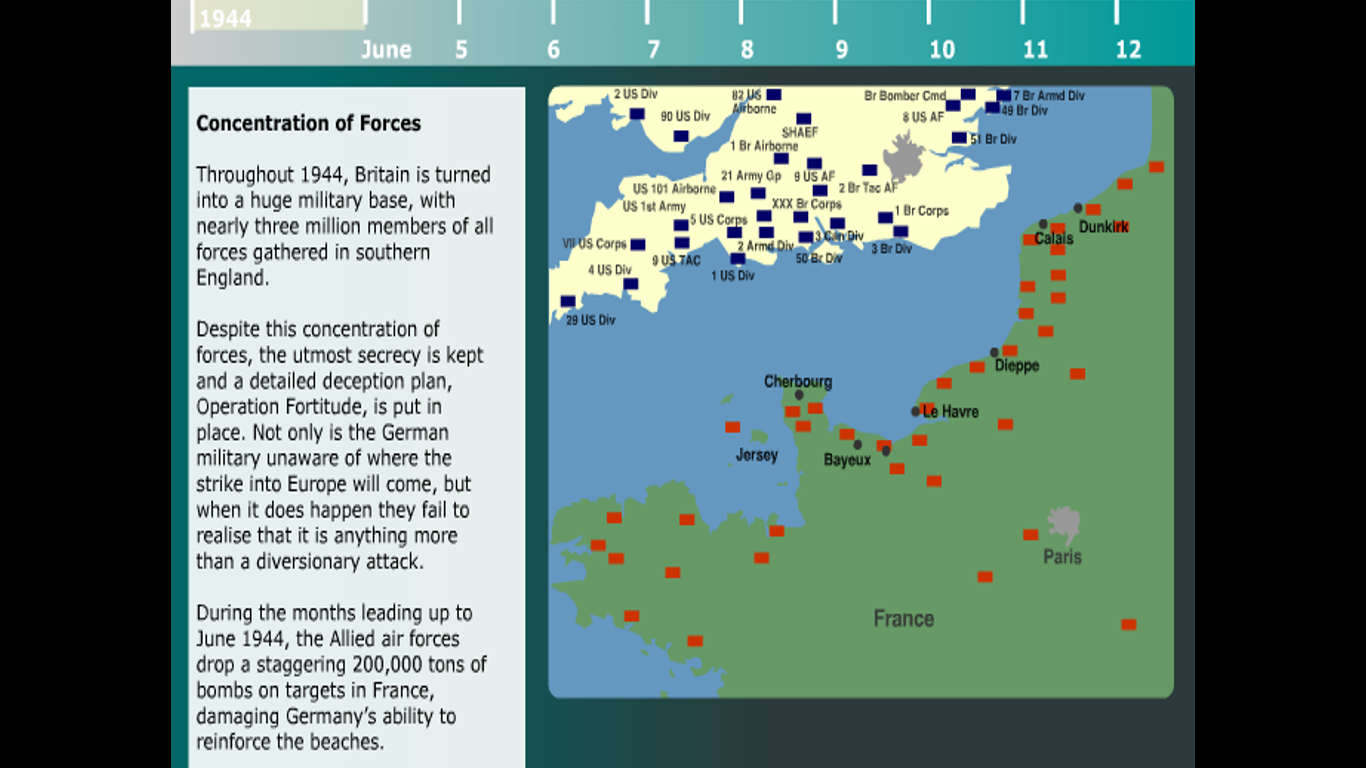 1944
June 5 6 7 8 9 10 11 12
Concentration of Forces
Throughout 1944, Britain is turned
into a huge military base, with
nearly three million members of all
forces gathered in southern
England.
Despite this concentration of
forces, the utmost secrecy is kept
and a detailed deception plan,
Operation Fortitude, is put in
place. Not only is the German
military unaware of where the
strike into Europe will come, but
when it does happen they fail to
realise that it is anything more
than a diversionary attack.
During the months leading up to
June 1944, the Allied air forces
drop a staggering 200,000 tons of
bombs on targets in France,
damaging Germany's ability to
reinforce the beaches.
2 US Div
90 US Div
82 US
Airborne
SHAEF
Br Bomber Cmd
7 Br Armd Div
8 US AF
49 Br Div
51 Br Div
1 Br Airborne
21 Army Gp
9 US AF
2 Br Tac AF
US 101 Airborne
US 1st Army
XXX Br Corps
1 Br Corps
5 US Corps
VII US Corps
2 Armd Div
3 Can Div
3 Br Div
9 US TAC
50 Br Div
4 US Div
1 US Div
29 US Div
Dunkirk
Calais
Dieppe
Cherbourg
Le Havre
Jersey
Bayeux
Paris
France